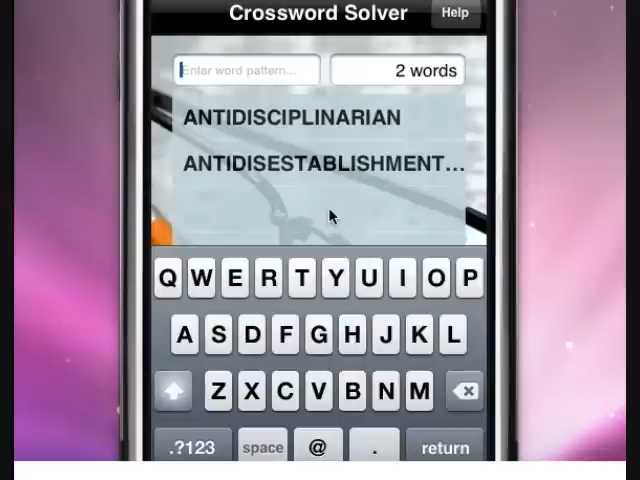 Crossword Solver
Help
Enter word pattern...
2 words
ANTIDISCIPLINARIAN
ANTIDISESTABLISHMENT...
Q W E R T Y U I O P
A S D F G H J K L
Z X C V B N M
.?123 space @ . return